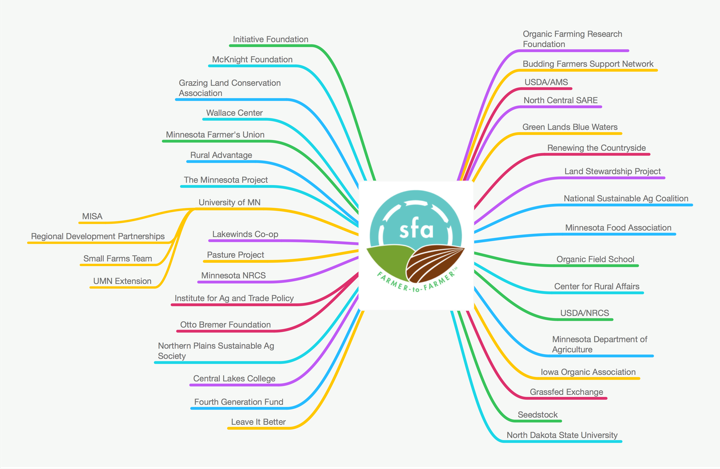 Initiative Foundation
McKnight Foundation
Grazing Land Conservation
Association
Wallace Center
Minnesota Farmer's Union
Rural Advantage
The Minnesota Project
University of MN
MISA
Regional Development Partnerships
Small Farms Team
UMN Extension
Lakewinds Co-op
Pasture Project
Minnesota NRCS
Institute for Ag and Trade Policy
Otto Bremer Foundation
Northern Plains Sustainable Ag
Society
Central Lakes College
Fourth Generation Fund
Leave It Better
sfa
FARMER-to-FARMER™
Organic Farming Research
Foundation
Budding Farmers Support Network
USDA/AMS
North Central SARE
Green Lands Blue Waters
Renewing the Countryside
Land Stewardship Project
National Sustainable Ag Coalition
Minnesota Food Association
Organic Field School
Center for Rural Affairs
USDA/NRCS
Minnesota Department of
Agriculture
Iowa Organic Association
Grassfed Exchange
Seedstock
North Dakota State University